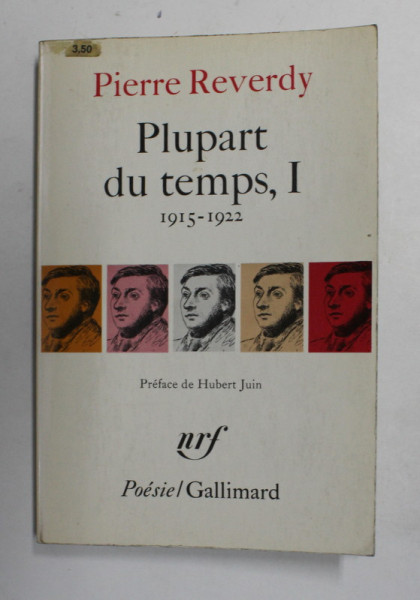 3,50
Pierre Reverdy
Plupart
du temps, I
1915-1922
Préface de Hubert Juin
nrf
Poésie/Gallimard